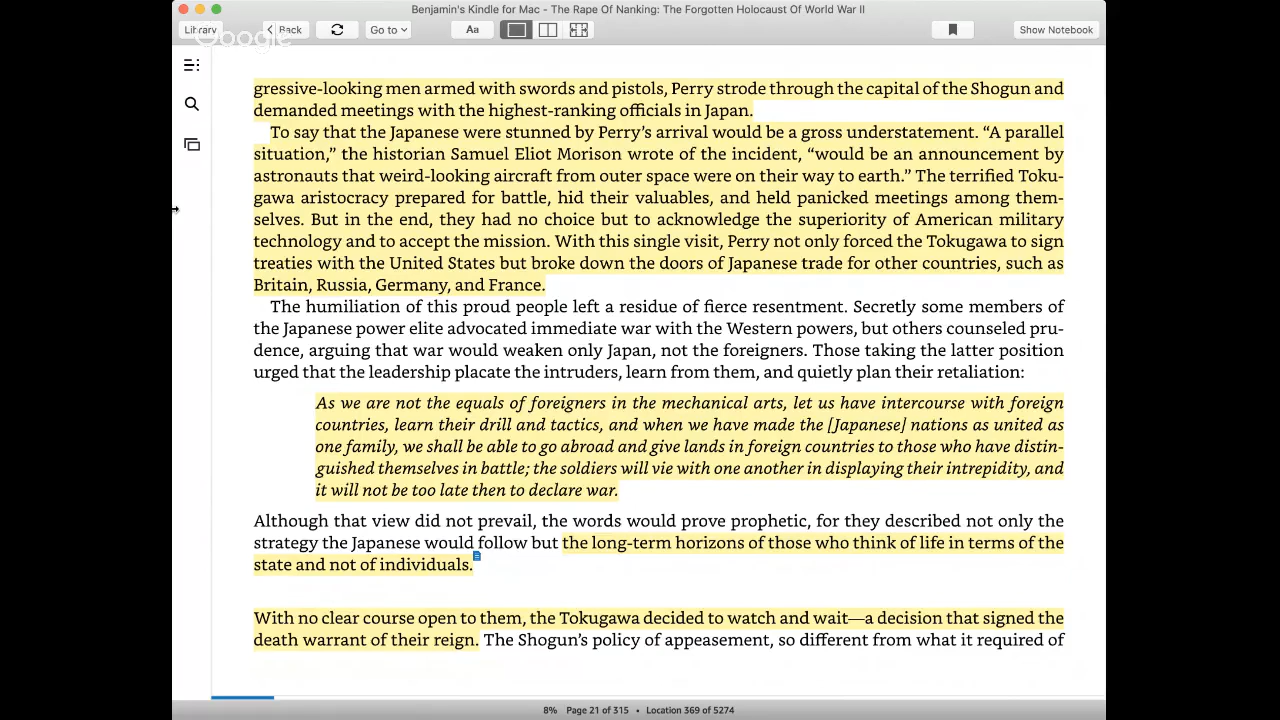 Benjamin's Kindle for Mac - The Rape Of Nanking: The Forgotten Holocaust Of World War II
Library
Back
Go to
Aa
Show Notebook
gressive-looking men armed with swords and pistols, Perry strode through the capital of the Shogun and
demanded meetings with the highest-ranking officials in Japan.
To say that the Japanese were stunned by Perry’s arrival would be a gross understatement. “A parallel
situation,” the historian Samuel Eliot Morison wrote of the incident, “would be an announcement by
astronauts that weird-looking aircraft from outer space were on their way to earth.” The terrified Toku-
gawa aristocracy prepared for battle, hid their valuables, and held panicked meetings among them-
selves. But in the end, they had no choice but to acknowledge the superiority of American military
technology and to accept the mission. With this single visit, Perry not only forced the Tokugawa to sign
treaties with the United States but broke down the doors of Japanese trade for other countries, such as
Britain, Russia, Germany, and France.
The humiliation of this proud people left a residue of fierce resentment. Secretly some members of
the Japanese power elite advocated immediate war with the Western powers, but others counseled pru-
dence, arguing that war would weaken only Japan, not the foreigners. Those taking the latter position
urged that the leadership placate the intruders, learn from them, and quietly plan their retaliation:
As we are not the equals of foreigners in the mechanical arts, let us have intercourse with foreign
countries, learn their drill and tactics, and when we have made the [Japanese] nations as united as
one family, we shall be able to go abroad and give lands in foreign countries to those who have distin-
guished themselves in battle; the soldiers will vie with one another in displaying their intrepidity, and
it will not be too late then to declare war.
Although that view did not prevail, the words would prove prophetic, for they described not only the
strategy the Japanese would follow but the long-term horizons of those who think of life in terms of the
state and not of individuals.
With no clear course open to them, the Tokugawa decided to watch and wait—a decision that signed the
death warrant of their reign. The Shogun’s policy of appeasement, so different from what it required of
8% Page 21 of 315 • Location 369 of 5274